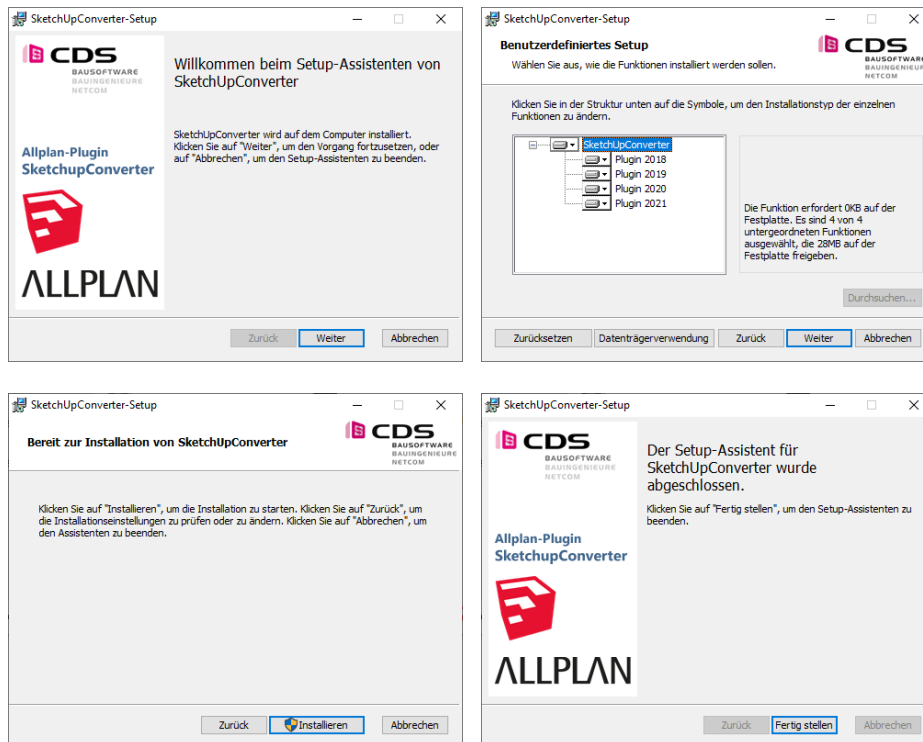 SketchUpConverter-Setup
CDS
BAUSOFTWARE
BAUINGENIEURE
NETCOM
Willkommen beim Setup-Assistenten von
SketchUpConverter
SketchUpConverter wird auf dem Computer installiert.
Klicken Sie auf "Weiter", um den Vorgang fortzusetzen, oder
auf "Abbrechen", um den Setup-Assistenten zu beenden.
Allplan-Plugin
SketchupConverter
ALLPLAN
Zurück Weiter Abbrechen
SketchUpConverter-Setup
Benutzerdefiniertes Setup
Wählen Sie aus, wie die Funktionen installiert werden sollen.
CDS
BAUSOFTWARE
BAUINGENIEUR
NETCOM
Klicken Sie in der Struktur unten auf die Symbole, um den Installationstyp der einzelnen
Funktionen zu ändern.
SketchUpConverter
Plugin 2018
Plugin 2019
Plugin 2020
Plugin 2021
Die Funktion erfordert 0KB auf der
Festplatte. Es sind 4 von 4
untergeordneten Funktionen
ausgewählt, die 28MB auf der
Festplatte freigeben.
Durchsuchen...
Zurücksetzen Datenträgerverwendung Zurück Weiter Abbrechen
SketchUpConverter-Setup
Bereit zur Installation von SketchUpConverter
CDS
BAUSOFTWARE
BAUINGENIEURE
NETCOM
Klicken Sie auf "Installieren", um die Installation zu starten. Klicken Sie auf "Zurück", um
die Installationseinstellungen zu prüfen oder zu ändern. Klicken Sie auf "Abbrechen", um
den Assistenten zu beenden.
Zurück Installieren Abbrechen
SketchUpConverter-Setup
CDS
BAUSOFTWARE
BAUINGENIEURE
NETCOM
Der Setup-Assistent für
SketchUpConverter wurde
abgeschlossen.
Klicken Sie auf "Fertig stellen", um den Setup-Assistenten zu
beenden.
Allplan-Plugin
SketchupConverter
ALLPLAN
Zurück Fertig stellen Abbrechen